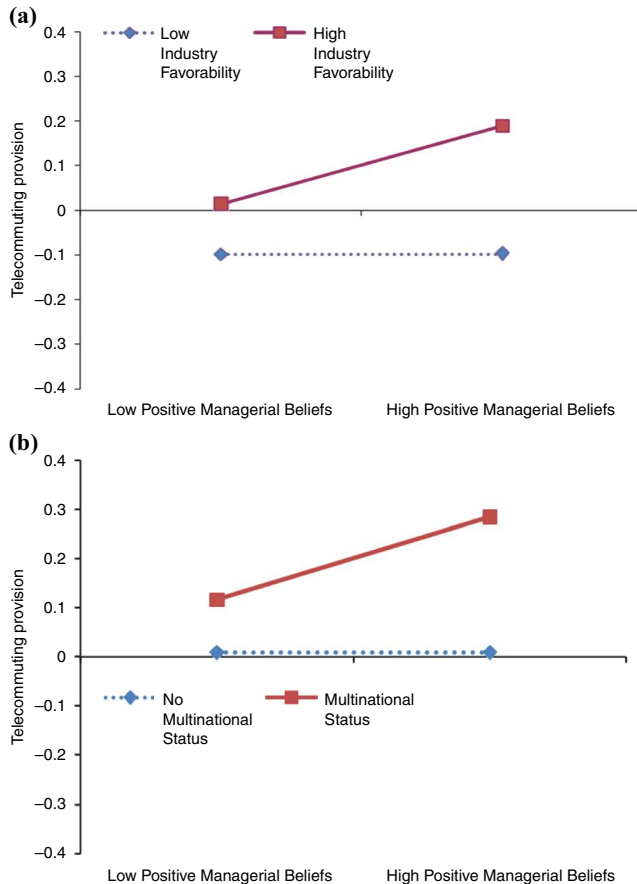 (a)
0.4
Low
Industry
Favorability
High
Industry
Favorability
0.3
0.2
0.1
0
–0.1
–0.2
–0.3
–0.4
Telecommuting provision
Low Positive Managerial Beliefs
High Positive Managerial Beliefs
(b)
0.4
0.3
0.2
0.1
0
–0.1
–0.2
–0.3
–0.4
Telecommuting provision
No
Multinational
Status
Multinational
Status
Low Positive Managerial Beliefs
High Positive Managerial Beliefs